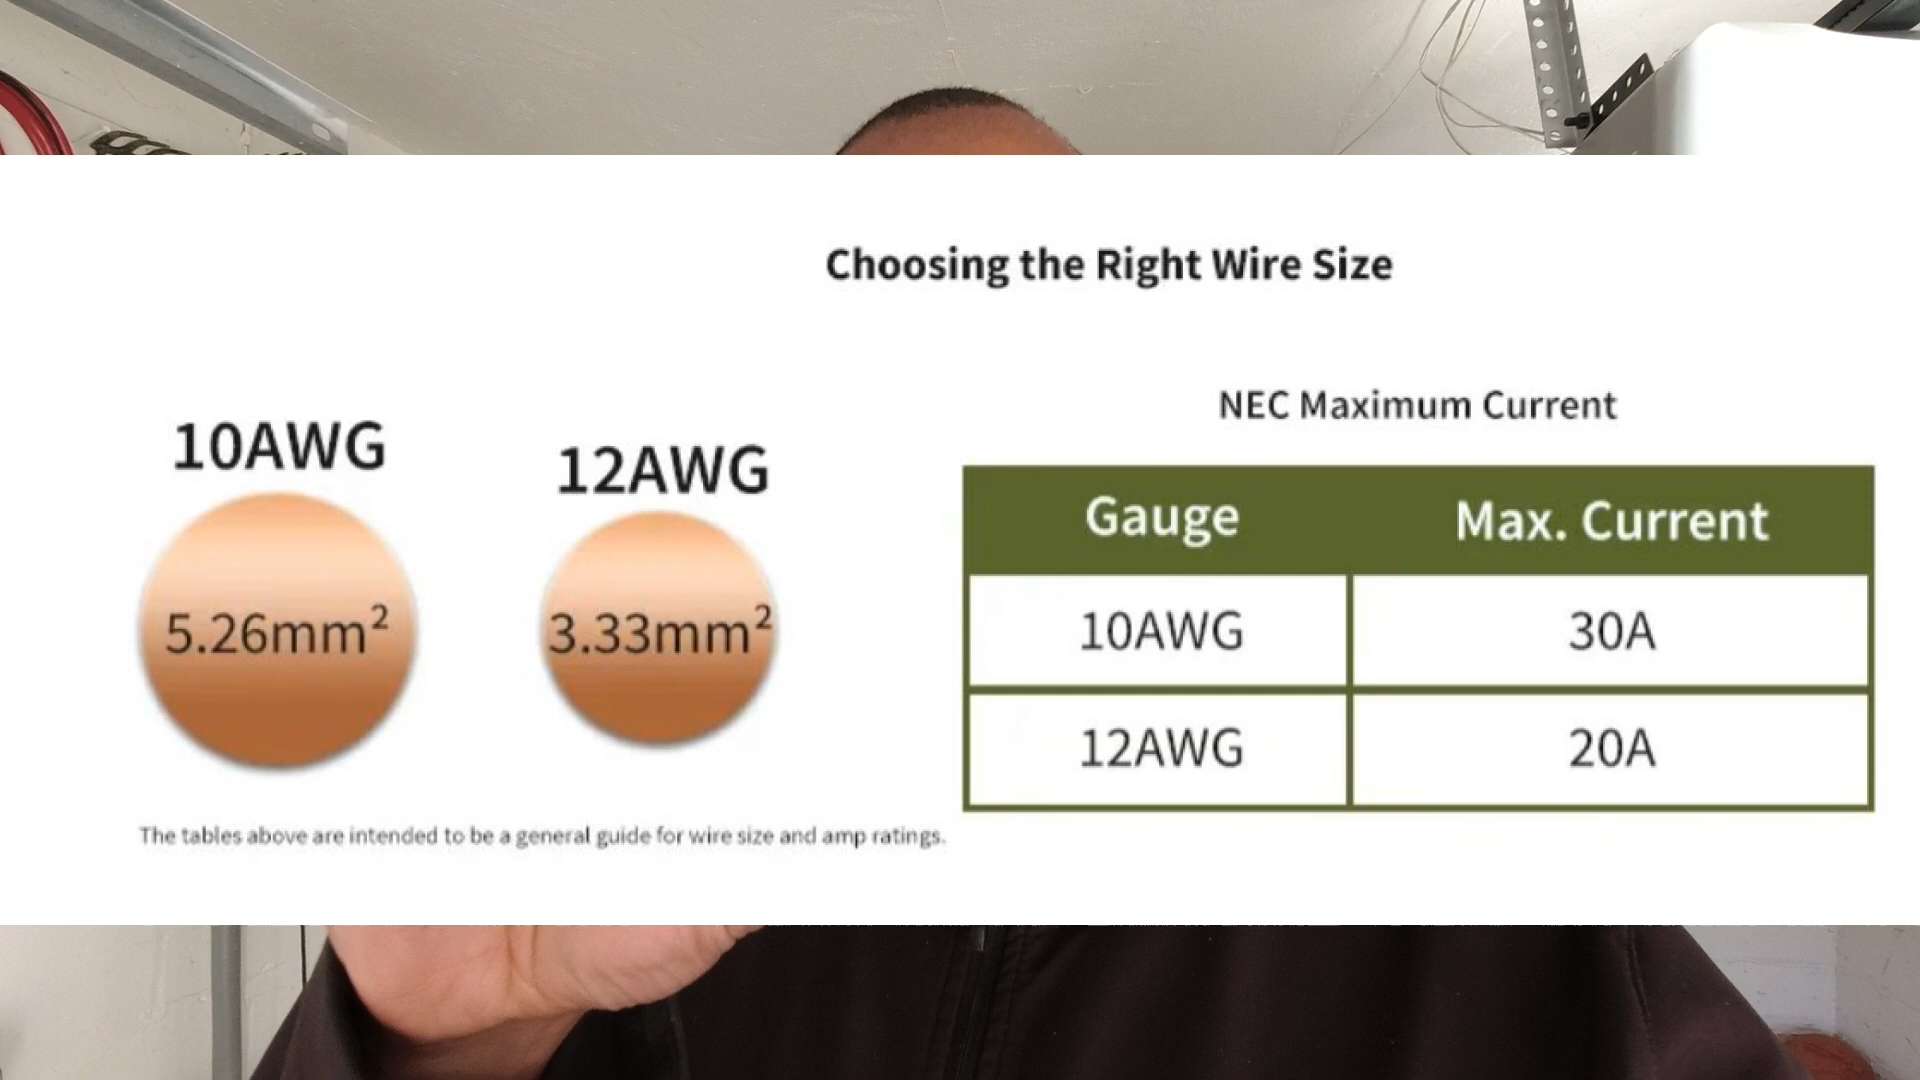 Choosing the Right Wire Size
10AWG
5.26mm²
12AWG
3.33mm²
NEC Maximum Current
Gauge Max. Current
10AWG 30A
12AWG 20A
The tables above are intended to be a general guide for wire size and amp ratings.